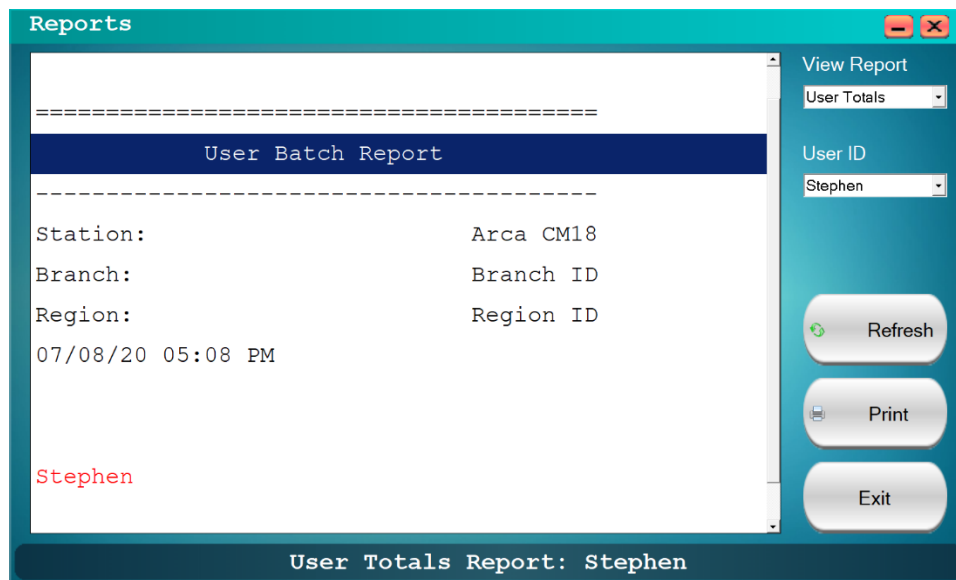 Reports
========================================
User Batch Report
----------------------------------------
Station: Arca CM18
Branch: Branch ID
Region: Region ID
07/08/20 05:08 PM
Stephen
View Report
User Totals
User ID
Stephen
Refresh
Print
Exit
User Totals Report: Stephen